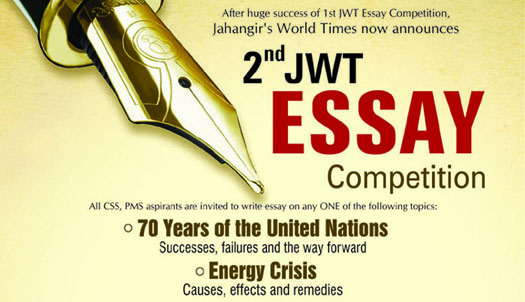 After huge success of 1st JWT Essay Competition,
Jahangir's World Times now announces
2nd JWT
ESSAY
Competition
All CSS, PMS aspirants are invited to write essay on any ONE of the following topics:
70 Years of the United Nations
Successes, failures and the way forward
Energy Crisis
Causes, effects and remedies